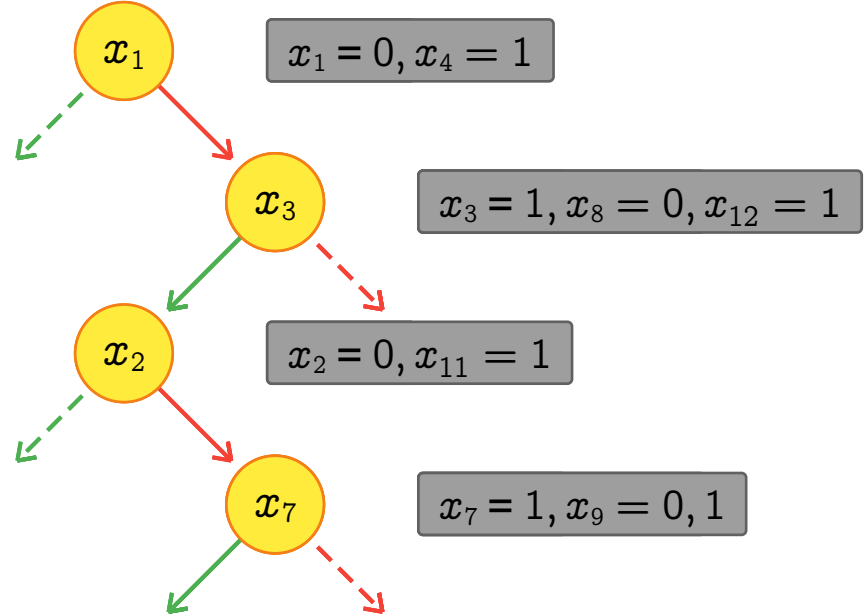 x₁
x₁ = 0, x₄ = 1
x₃
x₃ = 1, x₈ = 0, x₁₂ = 1
x₂
x₂ = 0, x₁₁ = 1
x₇
x₇ = 1, x₉ = 0, 1